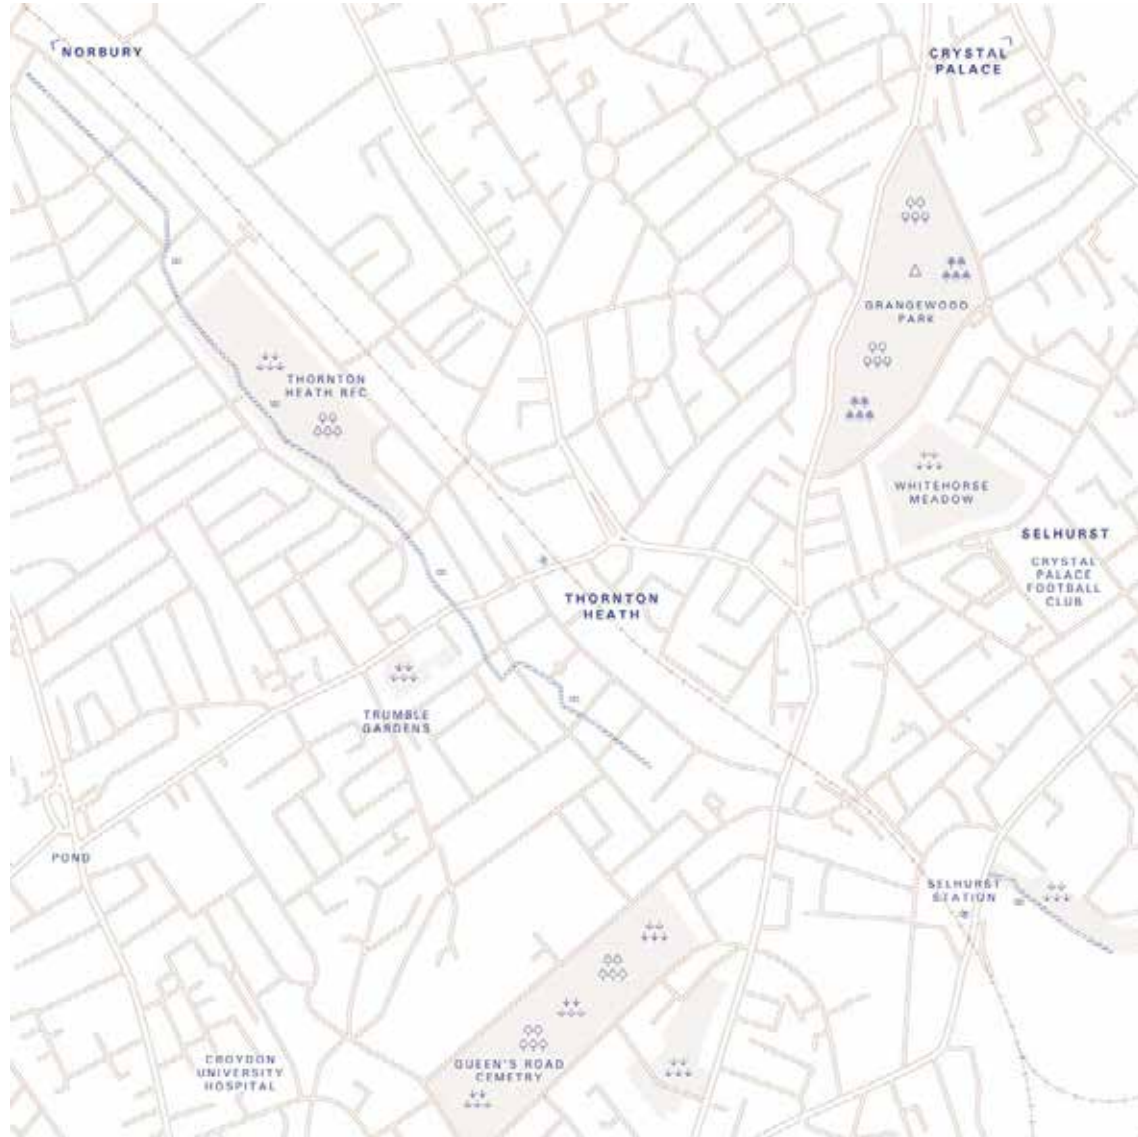 NORBURY
CRYSTAL
PALACE
GRANGEWOOD
PARK
THORNTON
HEATH REC
WHITEHORSE
MEADOW
SELHURST
CRYSTAL
PALACE
FOOTBALL
CLUB
THORNTON
HEATH
TRUMBLE
GARDENS
POND
SELHURST
STATION
CROYDON
UNIVERSITY
HOSPITAL
QUEEN'S ROAD
CEMETRY